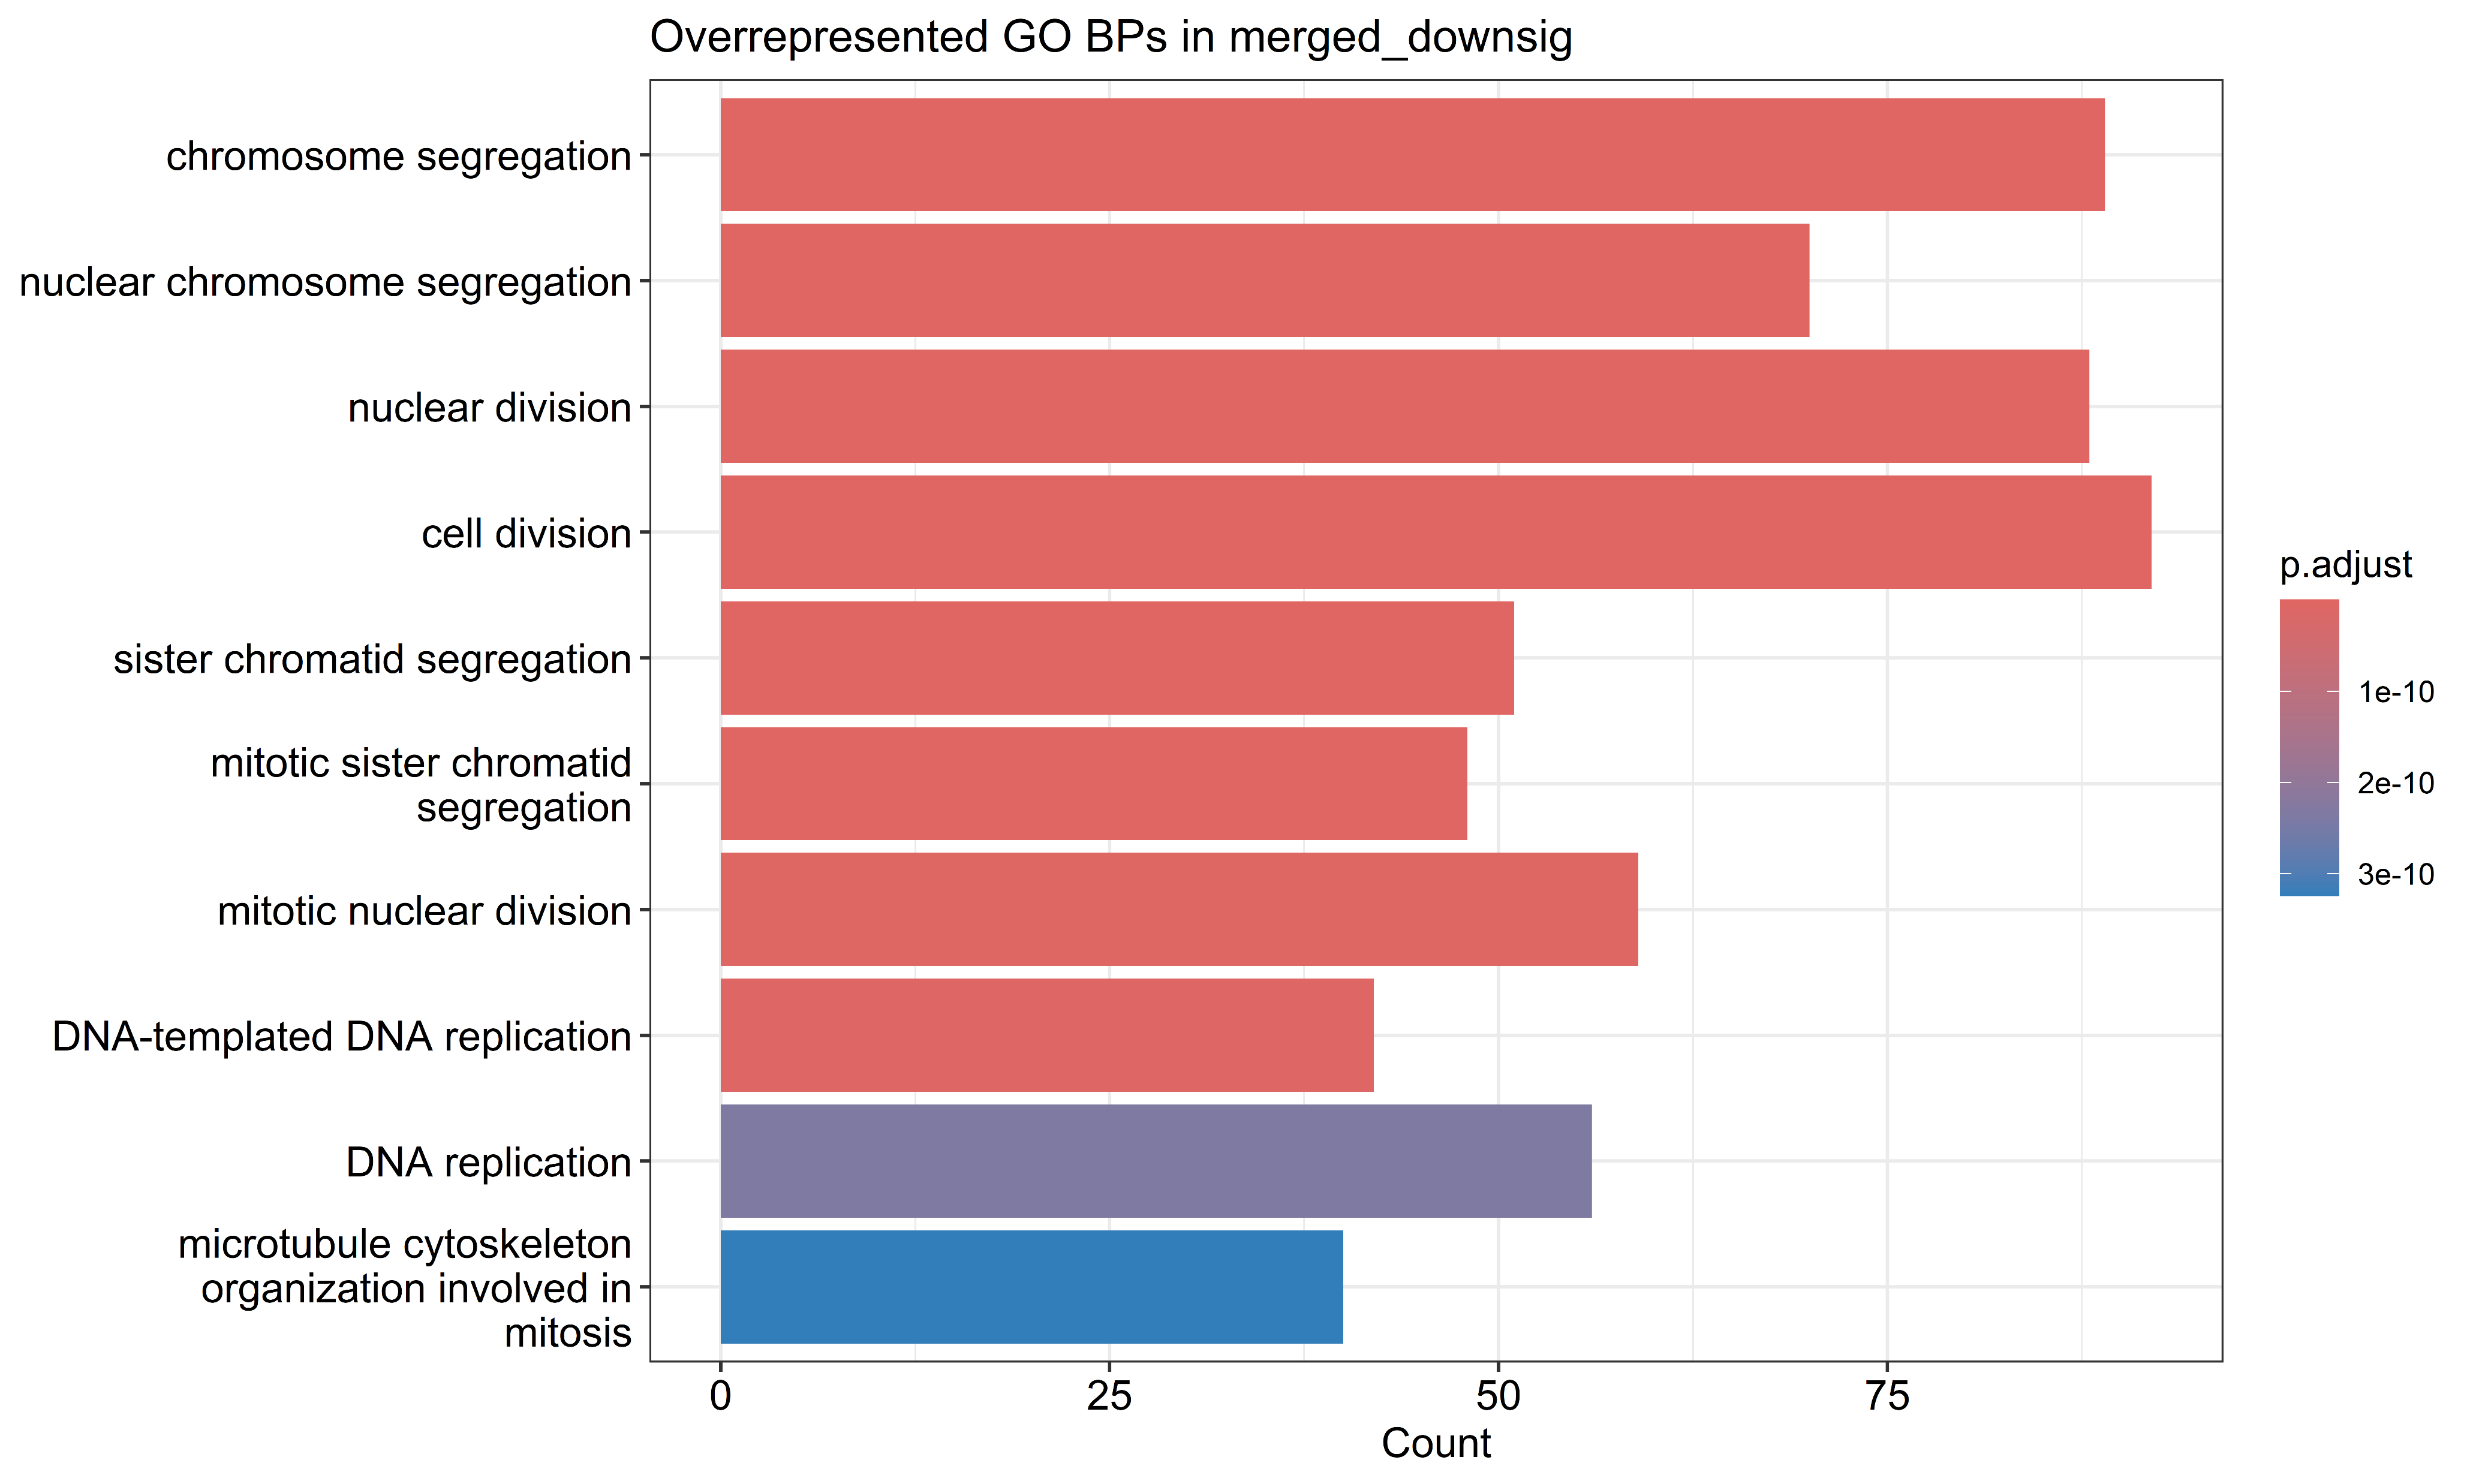 Overrepresented GO BPs in merged_downsig
chromosome segregation
nuclear chromosome segregation
nuclear division
cell division
sister chromatid segregation
mitotic sister chromatid
segregation
mitotic nuclear division
DNA-templated DNA replication
DNA replication
microtubule cytoskeleton
organization involved in
mitosis
0
25
50
75
Count
p.adjust
1e-10
2e-10
3e-10